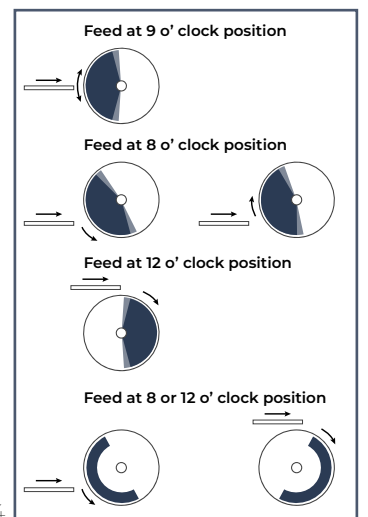 Feed at 9 o' clock position
Feed at 8 o' clock position
Feed at 12 o' clock position
Feed at 8 or 12 o' clock position